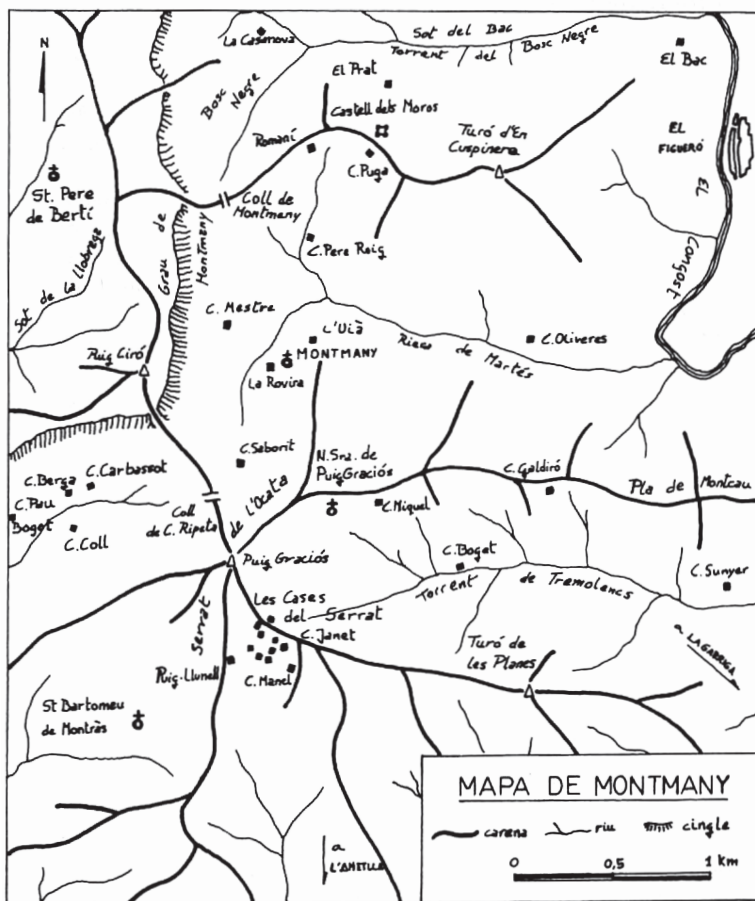 N
La Casanova
Sot del Bac
Torrent del Bosc Negre
Bosc Negre
El Bac
El Prat
Castell dels Moros
Turó d'En
Cuspinera
EL
FIGUERÓ
Romaní
C. Puga
EL Congost
St. Pere
de Bertí
Coll de
Montmany
Grau de Montmany
C. Pere Roig
Sot de la Llobrega
C. Mestre
L'Uià
MONTMANY
Riera de Martés
C. Oliveres
Puig Ciró
La Rovira
C. Saborit
N. Sra. de
Puig Graciós
C. Galdiró
C. Berga
C. Carbassot
C. Pau
Boget
C. Coll
Coll
de C. Ripeta
C. Miquel
Pla de Montcau
Serrat de L'Ocata
Puig Graciós
C. Boget
Torrent de Tremolencs
C. Sunyer
Les Cases
del Serrat
C. Janet
Puig-Llunell
C. Manel
Turó de
les Planes
a
LA GARRIGA
St Bartomeu
de Montràs
a
L'AMETLLA
MAPA DE MONTMANY
carena riu cingle
0 0,5 1 km